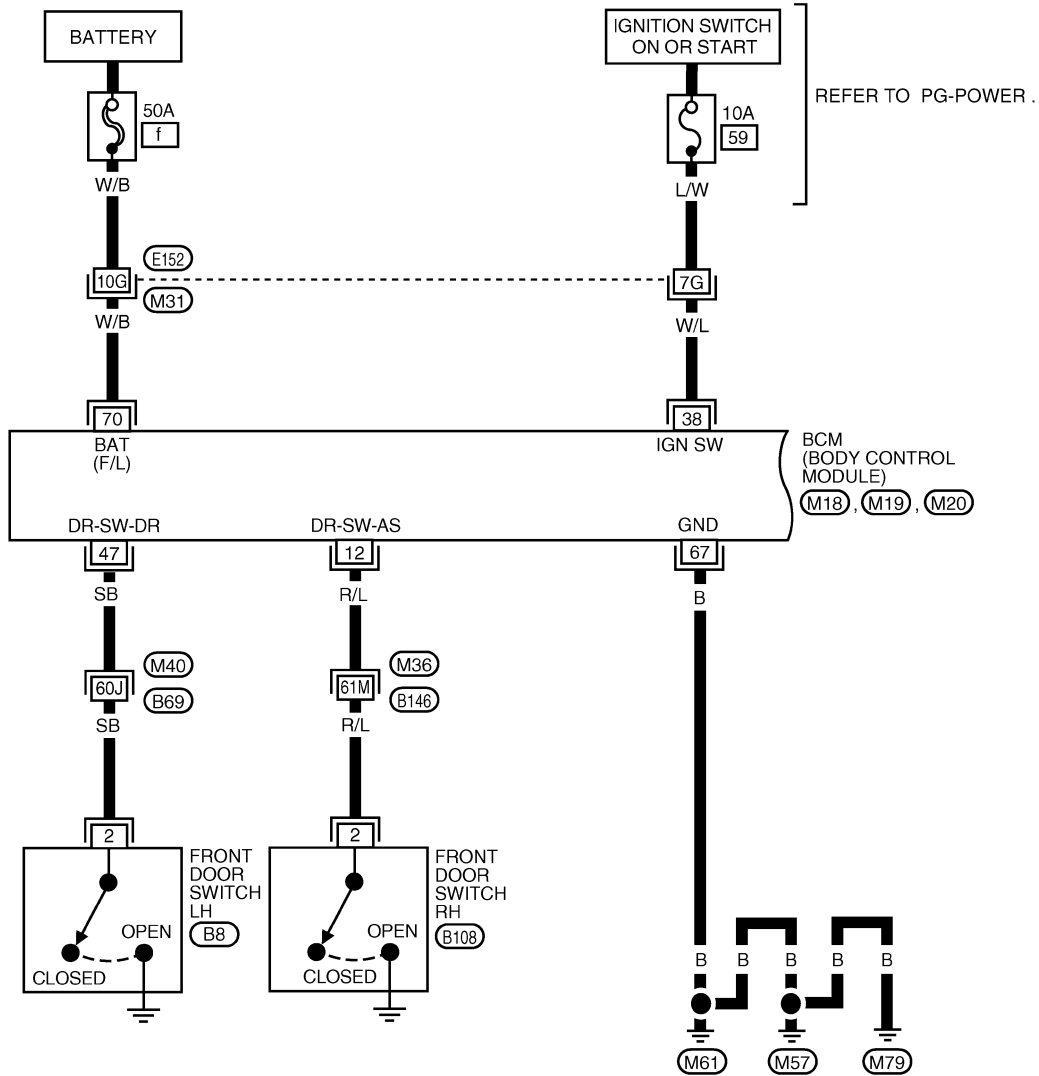 BATTERY
IGNITION SWITCH
ON OR START
REFER TO PG-POWER .
50A
f
10A
59
W/B
L/W
E152
10G
7G
M31
W/B
W/L
70
38
BAT
(F/L)
IGN SW
BCM
(BODY CONTROL
MODULE)
M18 , M19 , M20
DR-SW-DR
DR-SW-AS
GND
47
12
67
SB
R/L
B
M40
M36
60J
61M
B69
B146
SB
R/L
2
2
FRONT
DOOR
SWITCH
LH
B8
FRONT
DOOR
SWITCH
RH
B108
OPEN
CLOSED
OPEN
CLOSED
B
B
B
B
B
M61
M57
M79